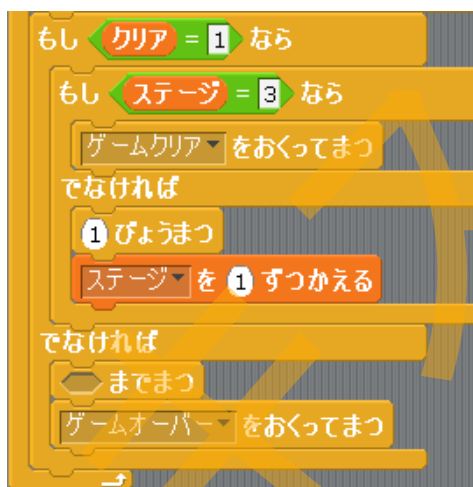 もし クリア = 1 なら
もし ステージ = 3 なら
ゲームクリア をおくってまつ
でなければ
1 びょうまつ
ステージ を 1 ずつかえる
でなければ
までまつ
ゲームオーバー をおくってまつ